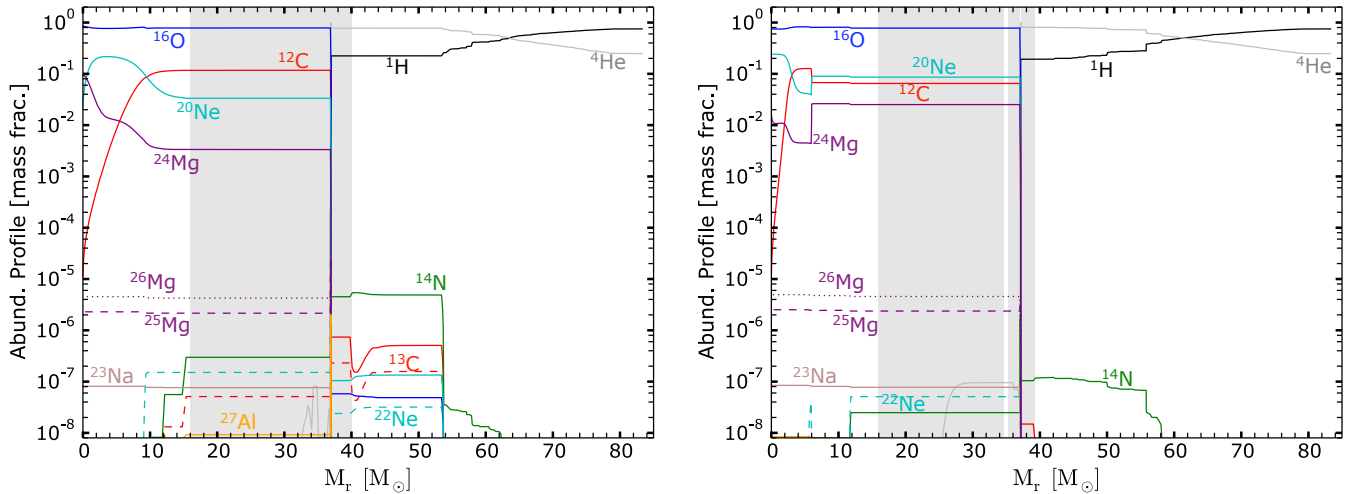 Abund. Profile [mass frac.]
10⁰
10⁻¹
10⁻²
10⁻³
10⁻⁴
10⁻⁵
10⁻⁶
10⁻⁷
10⁻⁸
¹⁶O
¹²C
¹H
⁴He
²⁰Ne
²⁴Mg
²⁶Mg
¹⁴N
²⁵Mg
¹³C
²³Na
²²Ne
²⁷Al
0 10 20 30 40 50 60 70 80
M_r [M_⊙]
Abund. Profile [mass frac.]
10⁰
10⁻¹
10⁻²
10⁻³
10⁻⁴
10⁻⁵
10⁻⁶
10⁻⁷
10⁻⁸
¹⁶O
²⁰Ne
¹H
⁴He
¹²C
²⁴Mg
²⁶Mg
²⁵Mg
²³Na
¹⁴N
²²Ne
0 10 20 30 40 50 60 70 80
M_r [M_⊙]